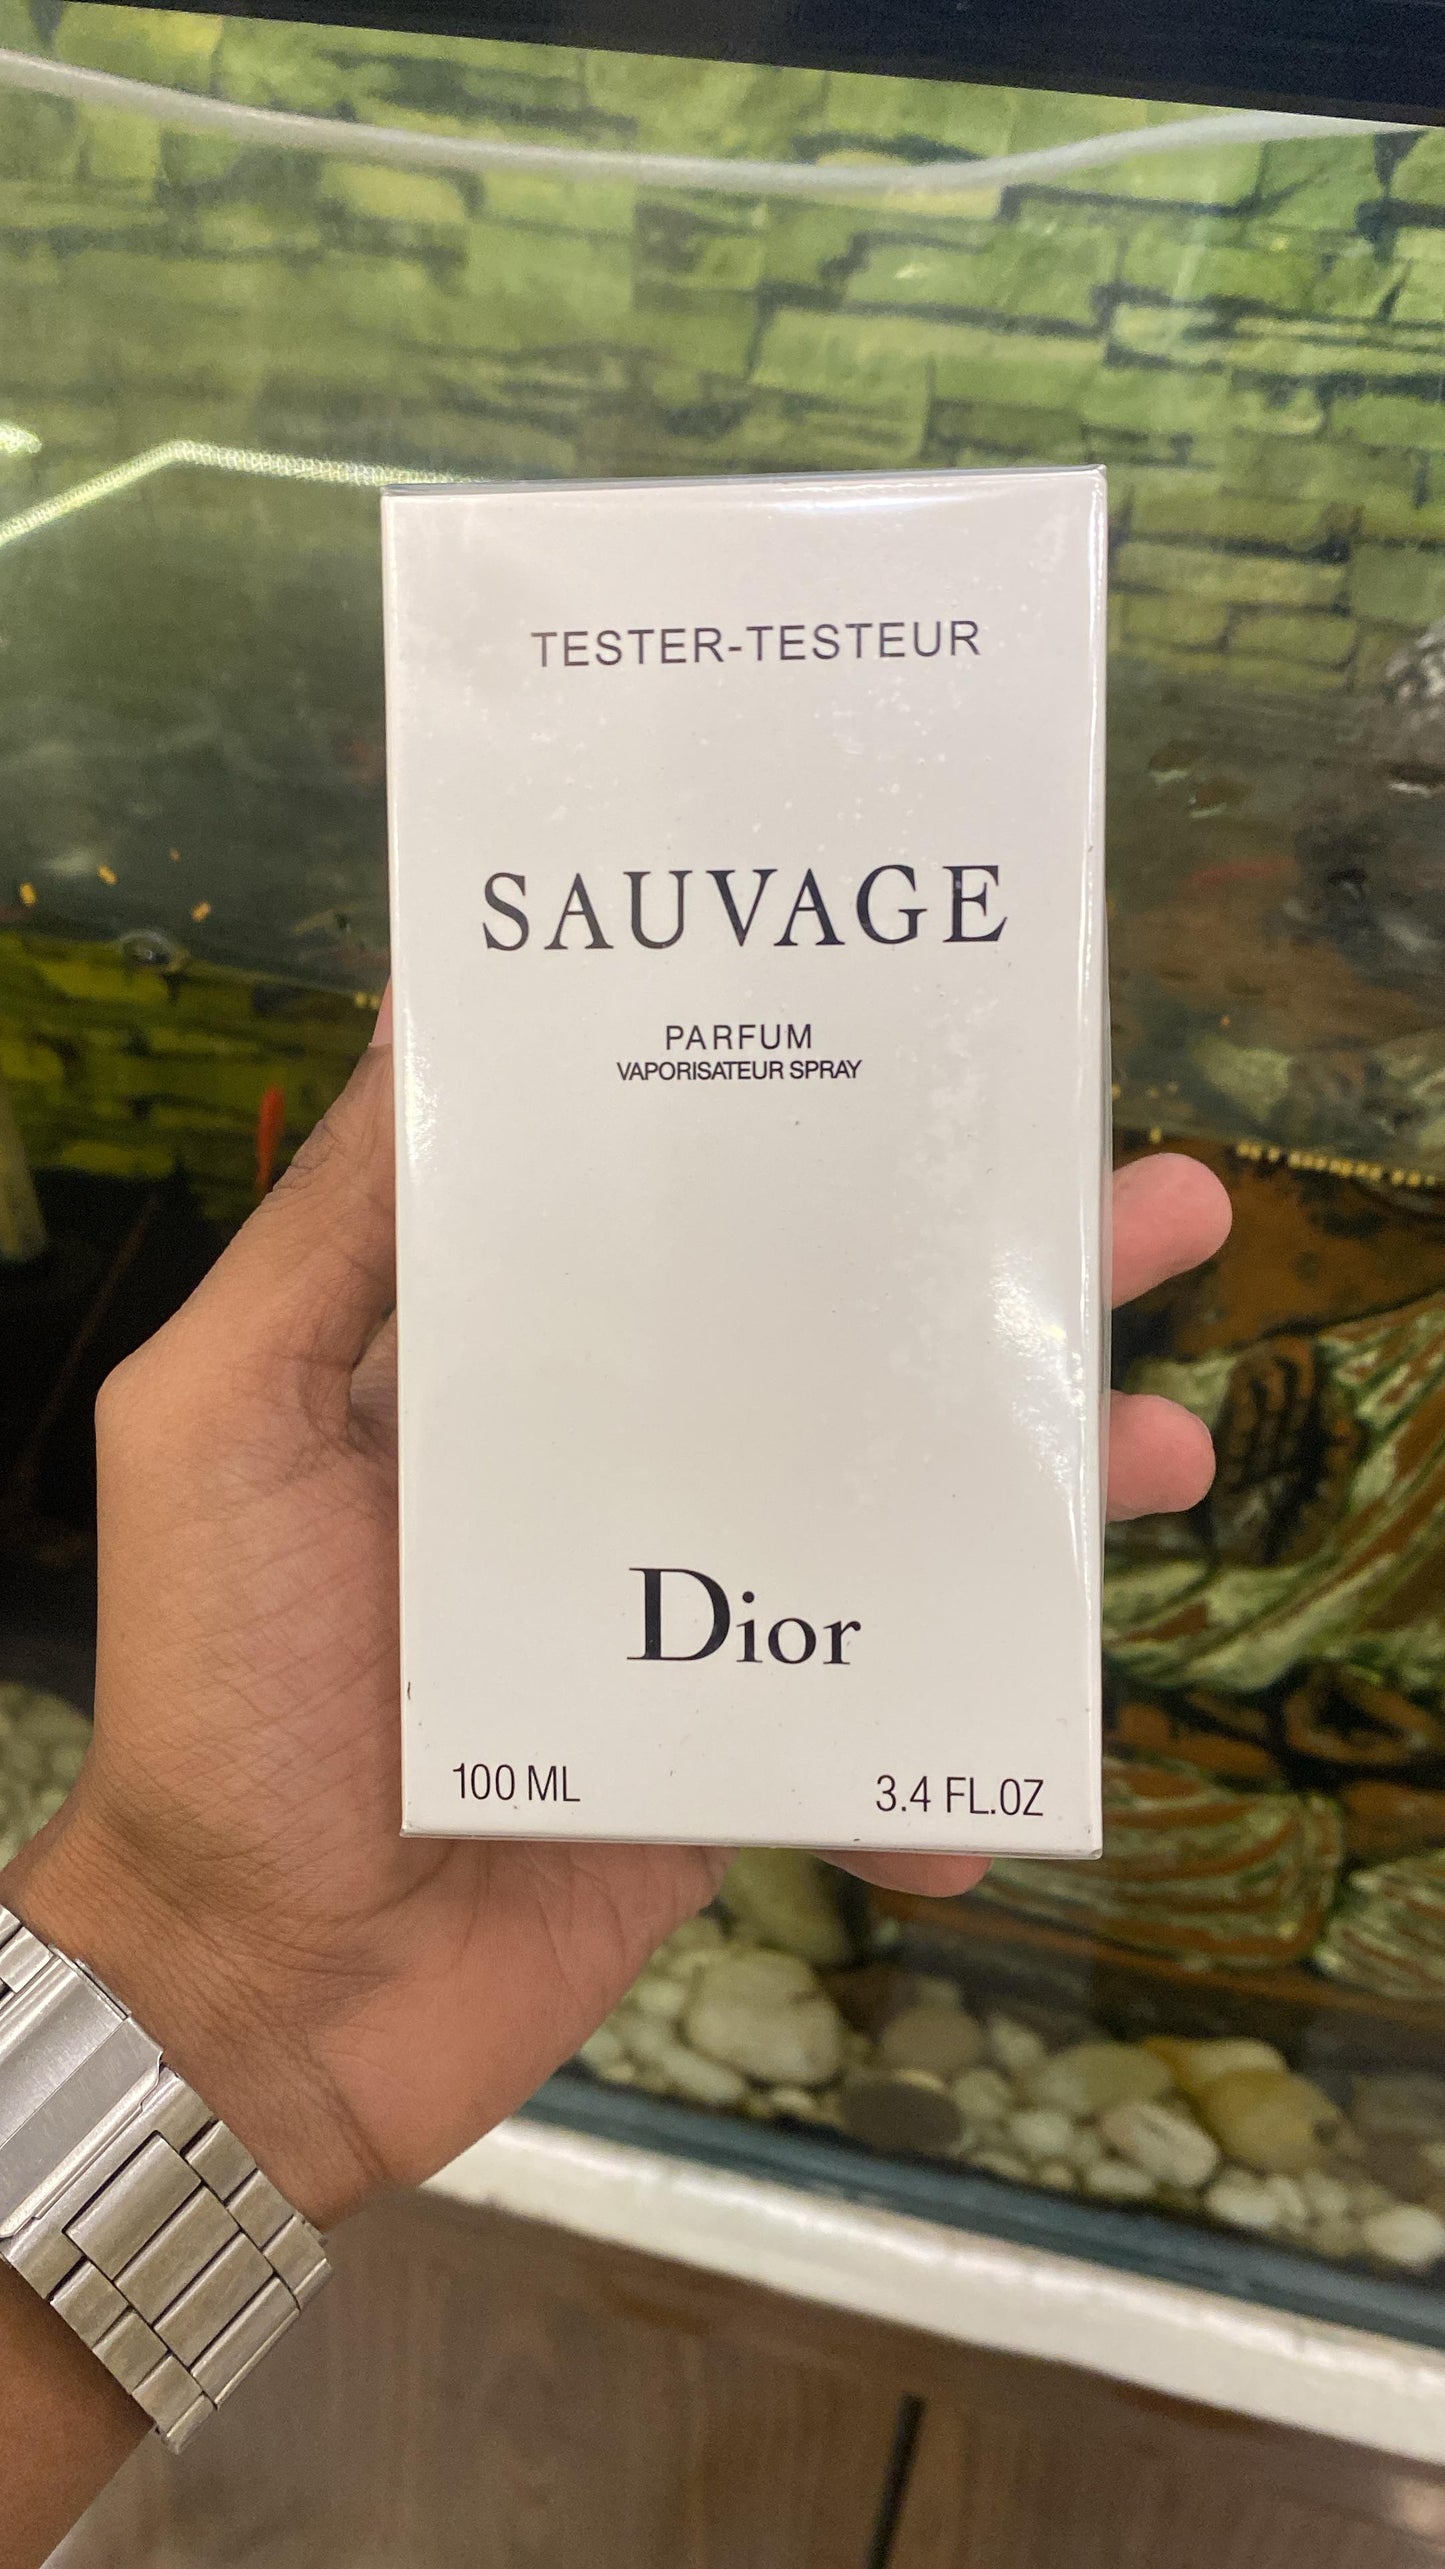 TESTER-TESTEUR
SAUVAGE
PARFUM
VAPORISATEUR SPRAY
Dior
100 ML 3.4 FL.OZ